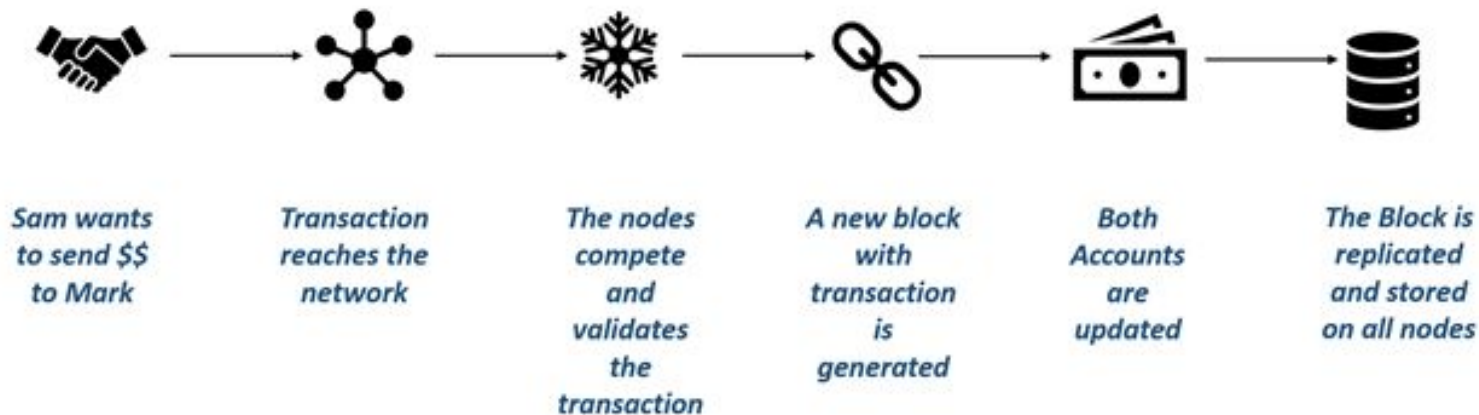 Sam wants
to send $$
to Mark
Transaction
reaches the
network
The nodes
compete
and
validates
the
transaction
A new block
with
transaction
is
generated
Both
Accounts
are
updated
The Block is
replicated
and stored
on all nodes